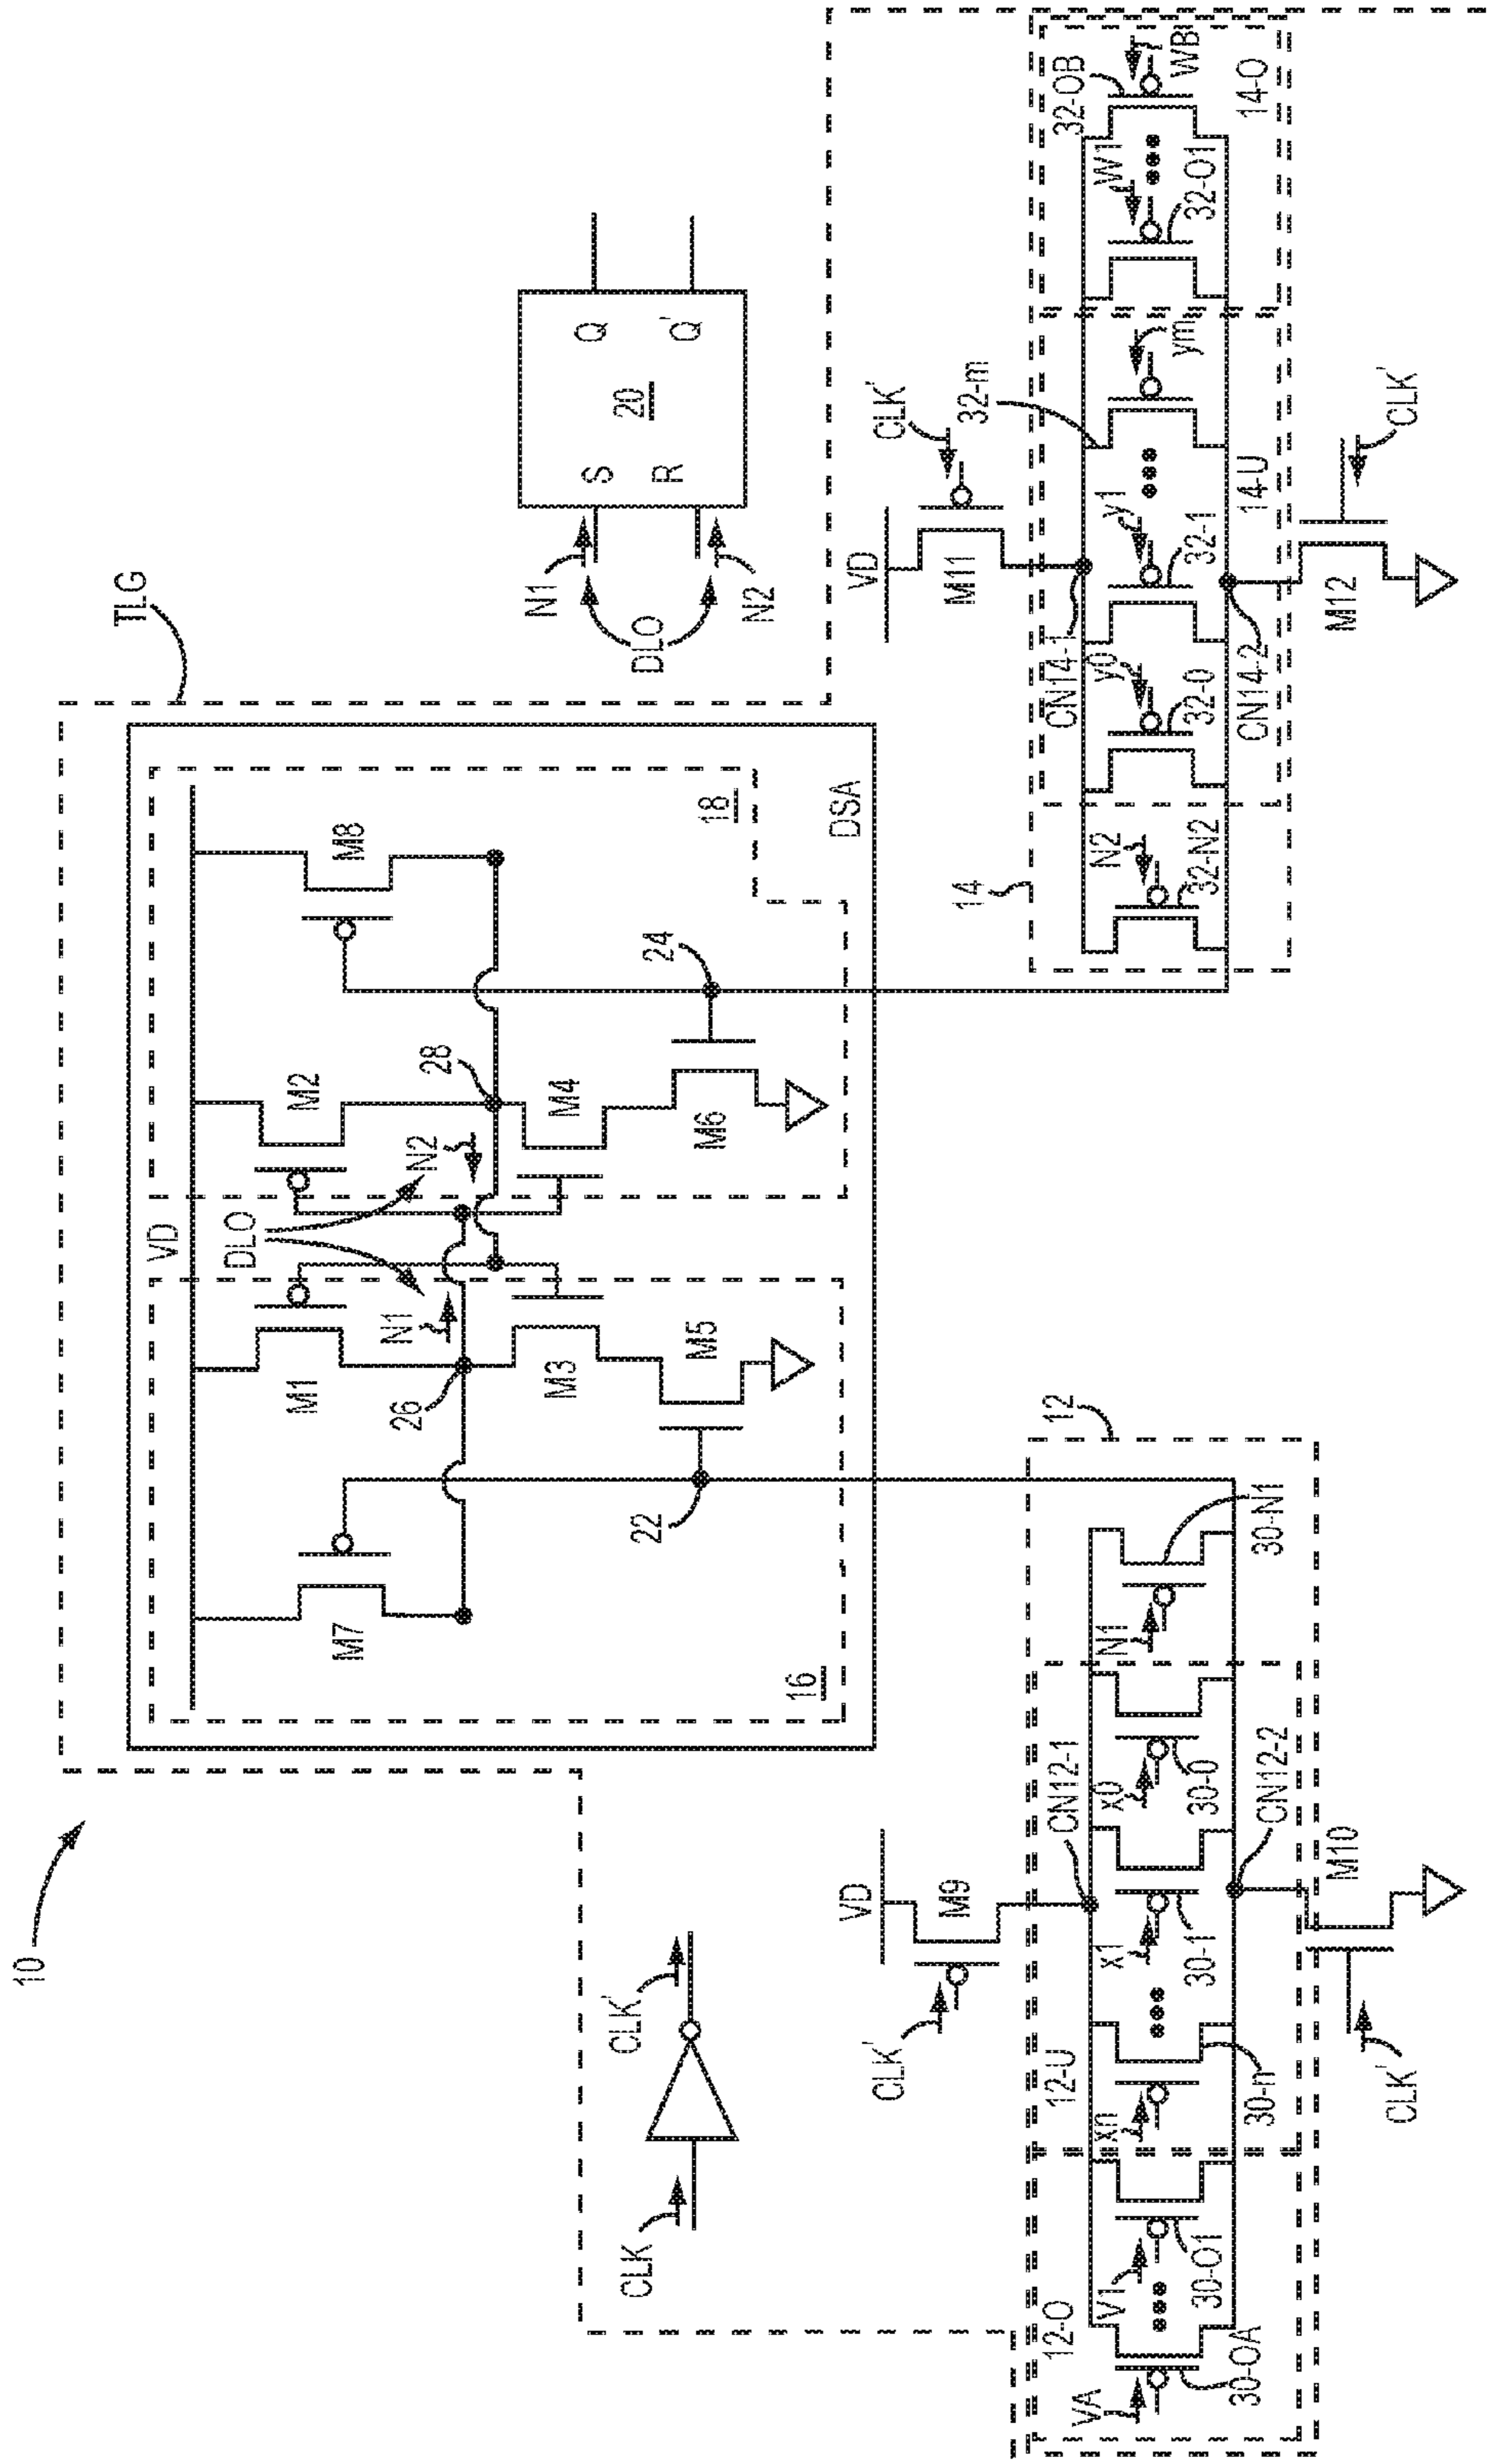 10
TLG
VD
DLO
M7
M1
M2
M8
N1
N2
26
28
M3
M4
22
M5
M6
24
16
18
DSA
N1
DLO
N2
S
R
20
Q
Q'
CLK
CLK'
VD
CLK'
M9
CN12-1
12
12-O
12-U
VA
V1
xn
x1
x0
N1
30-OA
30-O1
30-n
30-1
30-0
30-N1
CN12-2
M10
CLK'
VD
CLK'
M11
CN14-1
32-m
14
N2
y0
y1
ym
W1
32-OB
WB
32-N2
32-0
32-1
32-O1
CN14-2
14-U
14-O
M12
CLK'